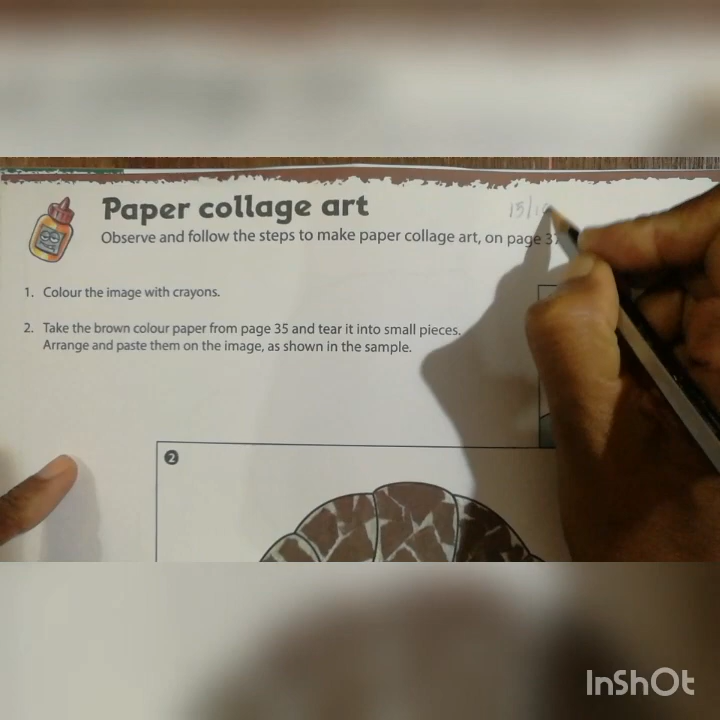 Paper collage art
Observe and follow the steps to make paper collage art, on page 37
1. Colour the image with crayons.
2. Take the brown colour paper from page 35 and tear it into small pieces.
Arrange and paste them on the image, as shown in the sample.
2
InShOt